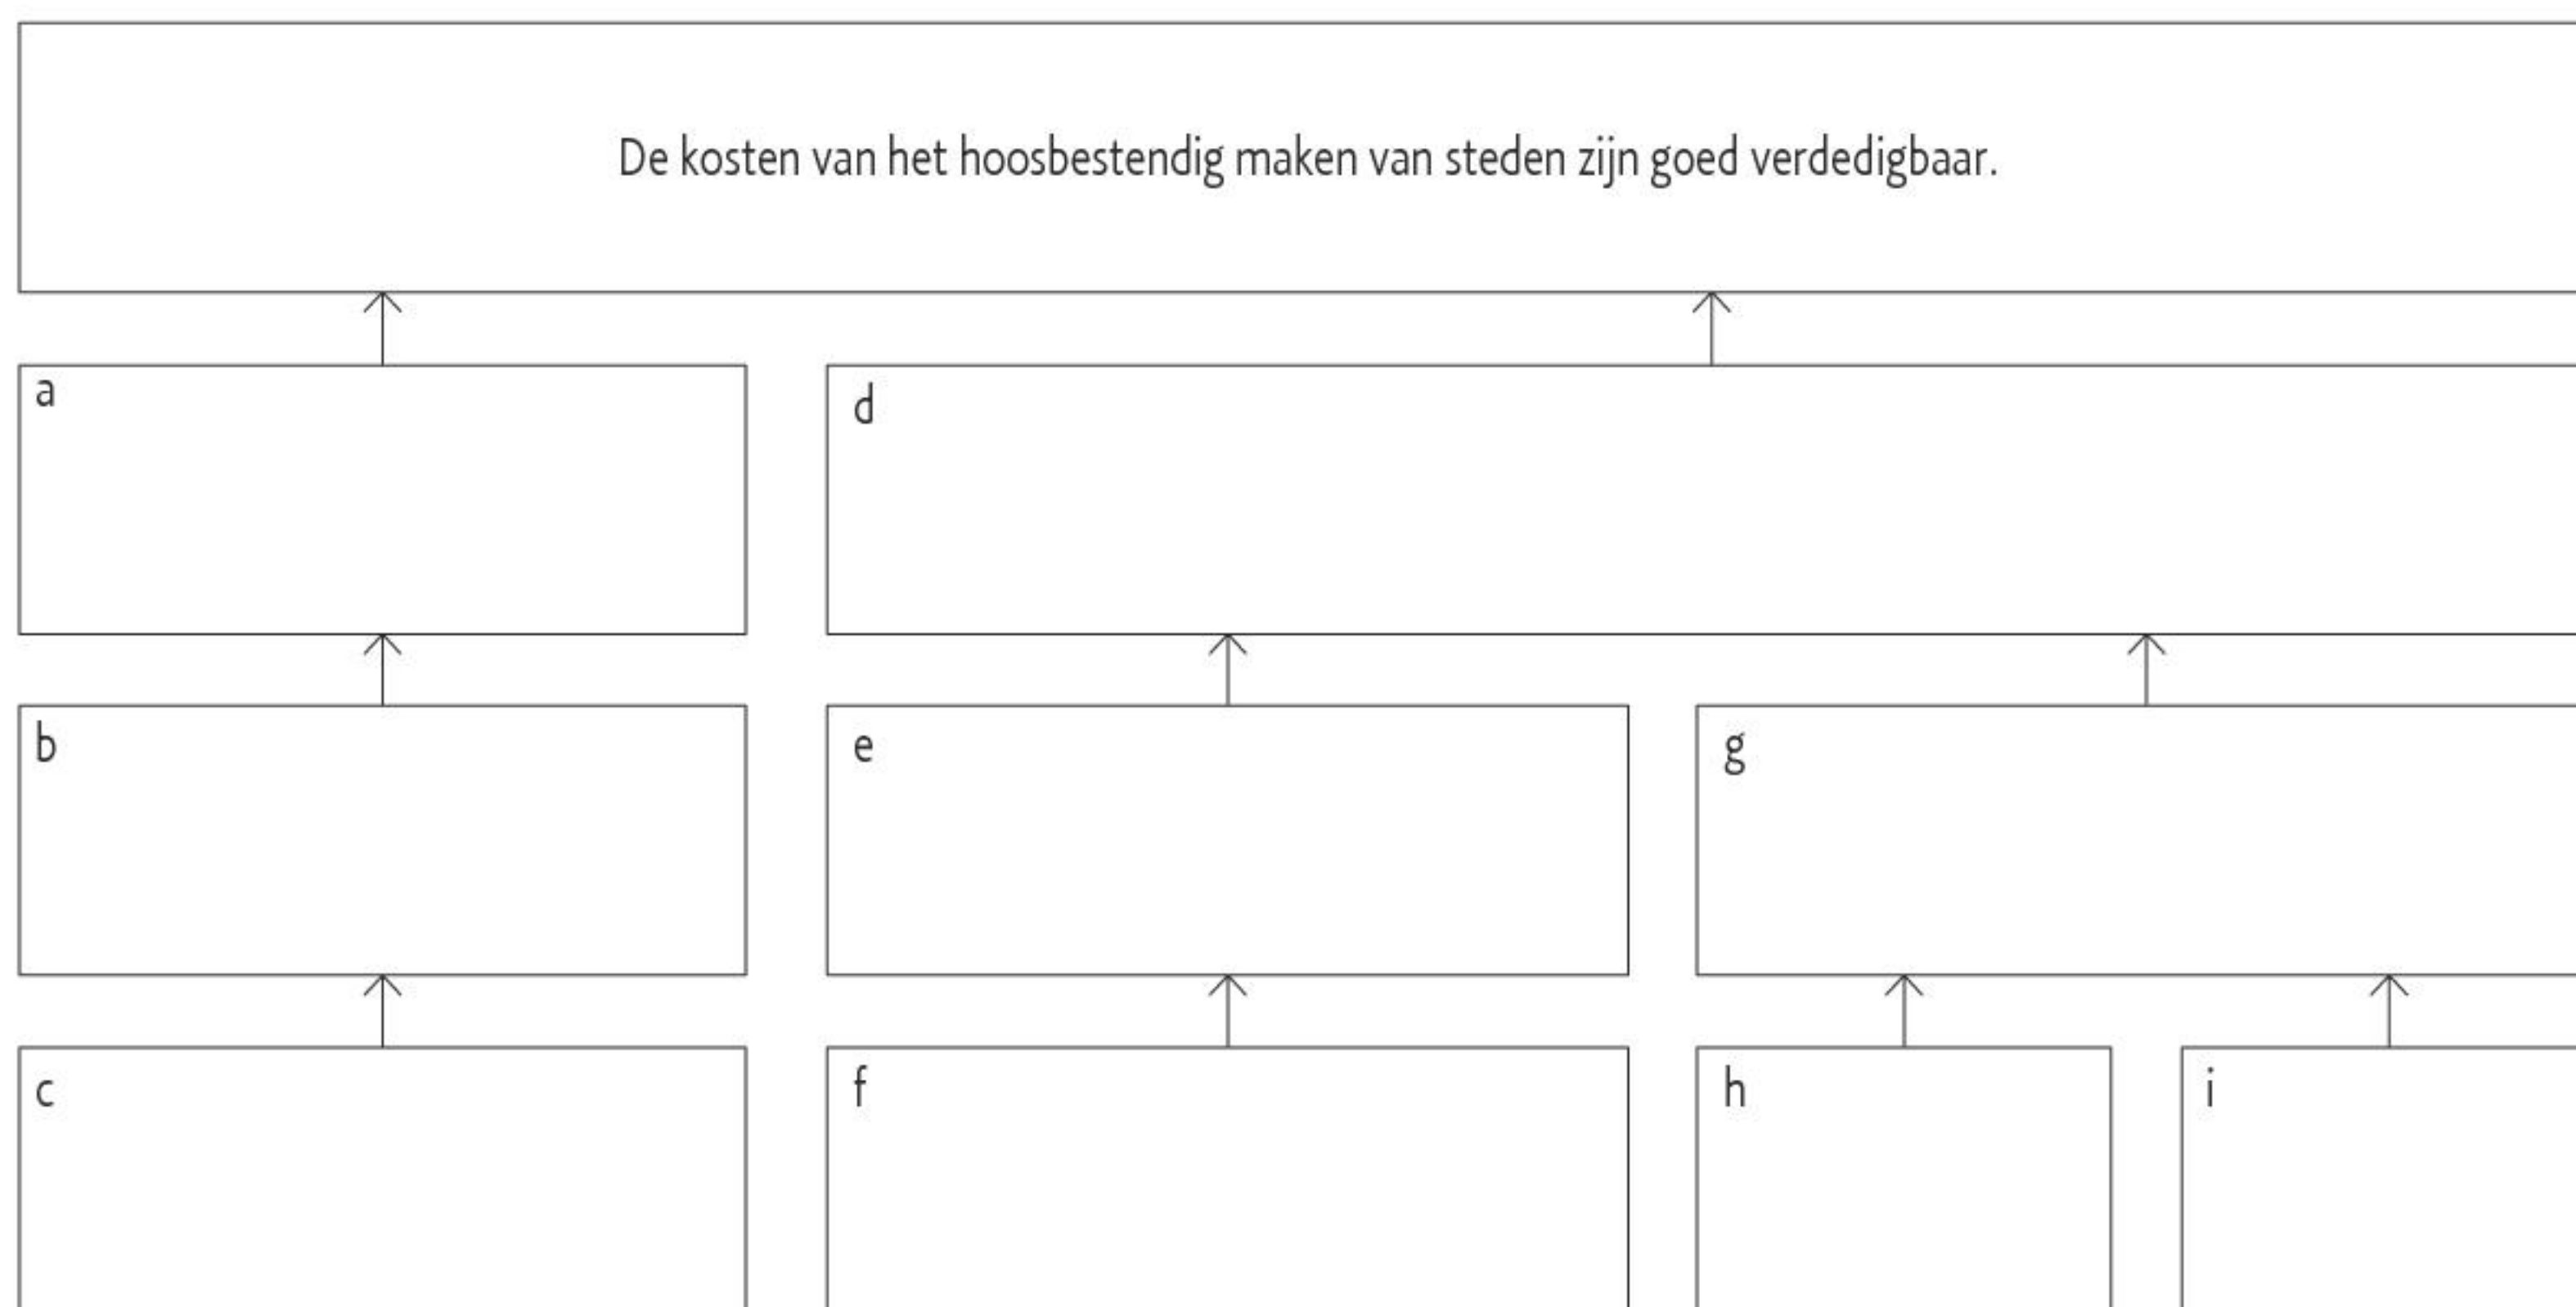 De kosten van het hoosbestendig maken van steden zijn goed verdedigbaar.
a
d
b
e
g
c
f
h
i